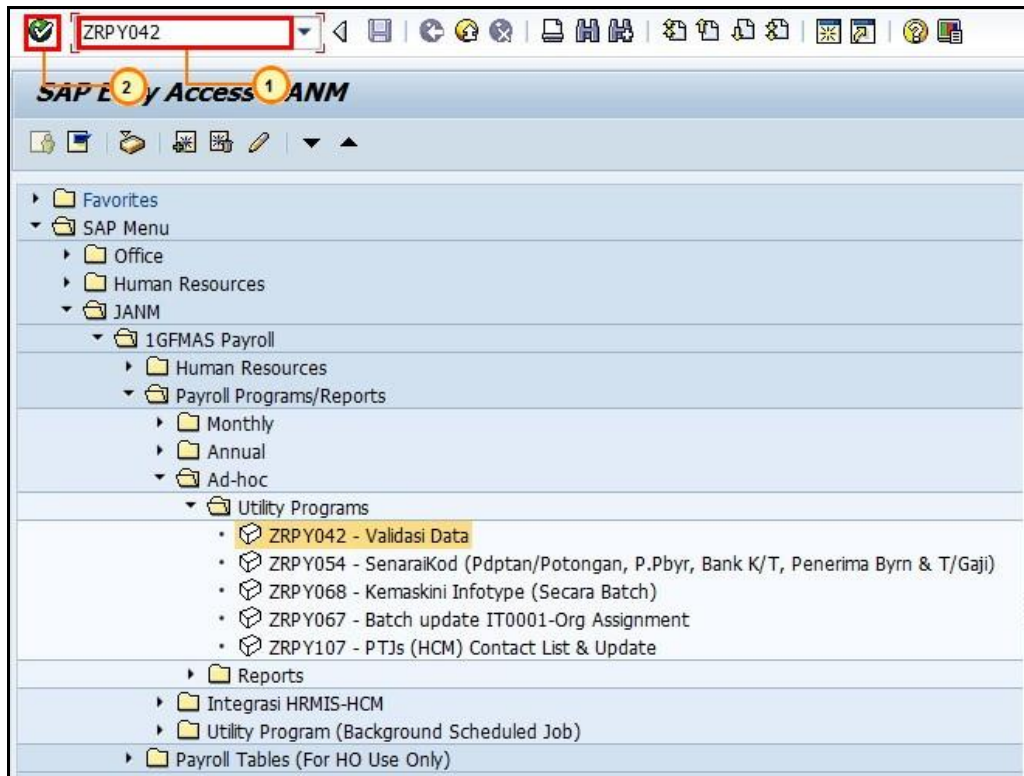 ZRPY042
2 1
SAP E y Access ANM
Favorites
SAP Menu
Office
Human Resources
JANM
1GFMAS Payroll
Human Resources
Payroll Programs/Reports
Monthly
Annual
Ad-hoc
Utility Programs
ZRPY042 - Validasi Data
ZRPY054 - SenaraiKod (Pdptan/Potongan, P.Pbyr, Bank K/T, Penerima Byrn & T/Gaji)
ZRPY068 - Kemaskini Infotype (Secara Batch)
ZRPY067 - Batch update IT0001-Org Assignment
ZRPY107 - PTJs (HCM) Contact List & Update
Reports
Integrasi HRMIS-HCM
Utility Program (Background Scheduled Job)
Payroll Tables (For HO Use Only)